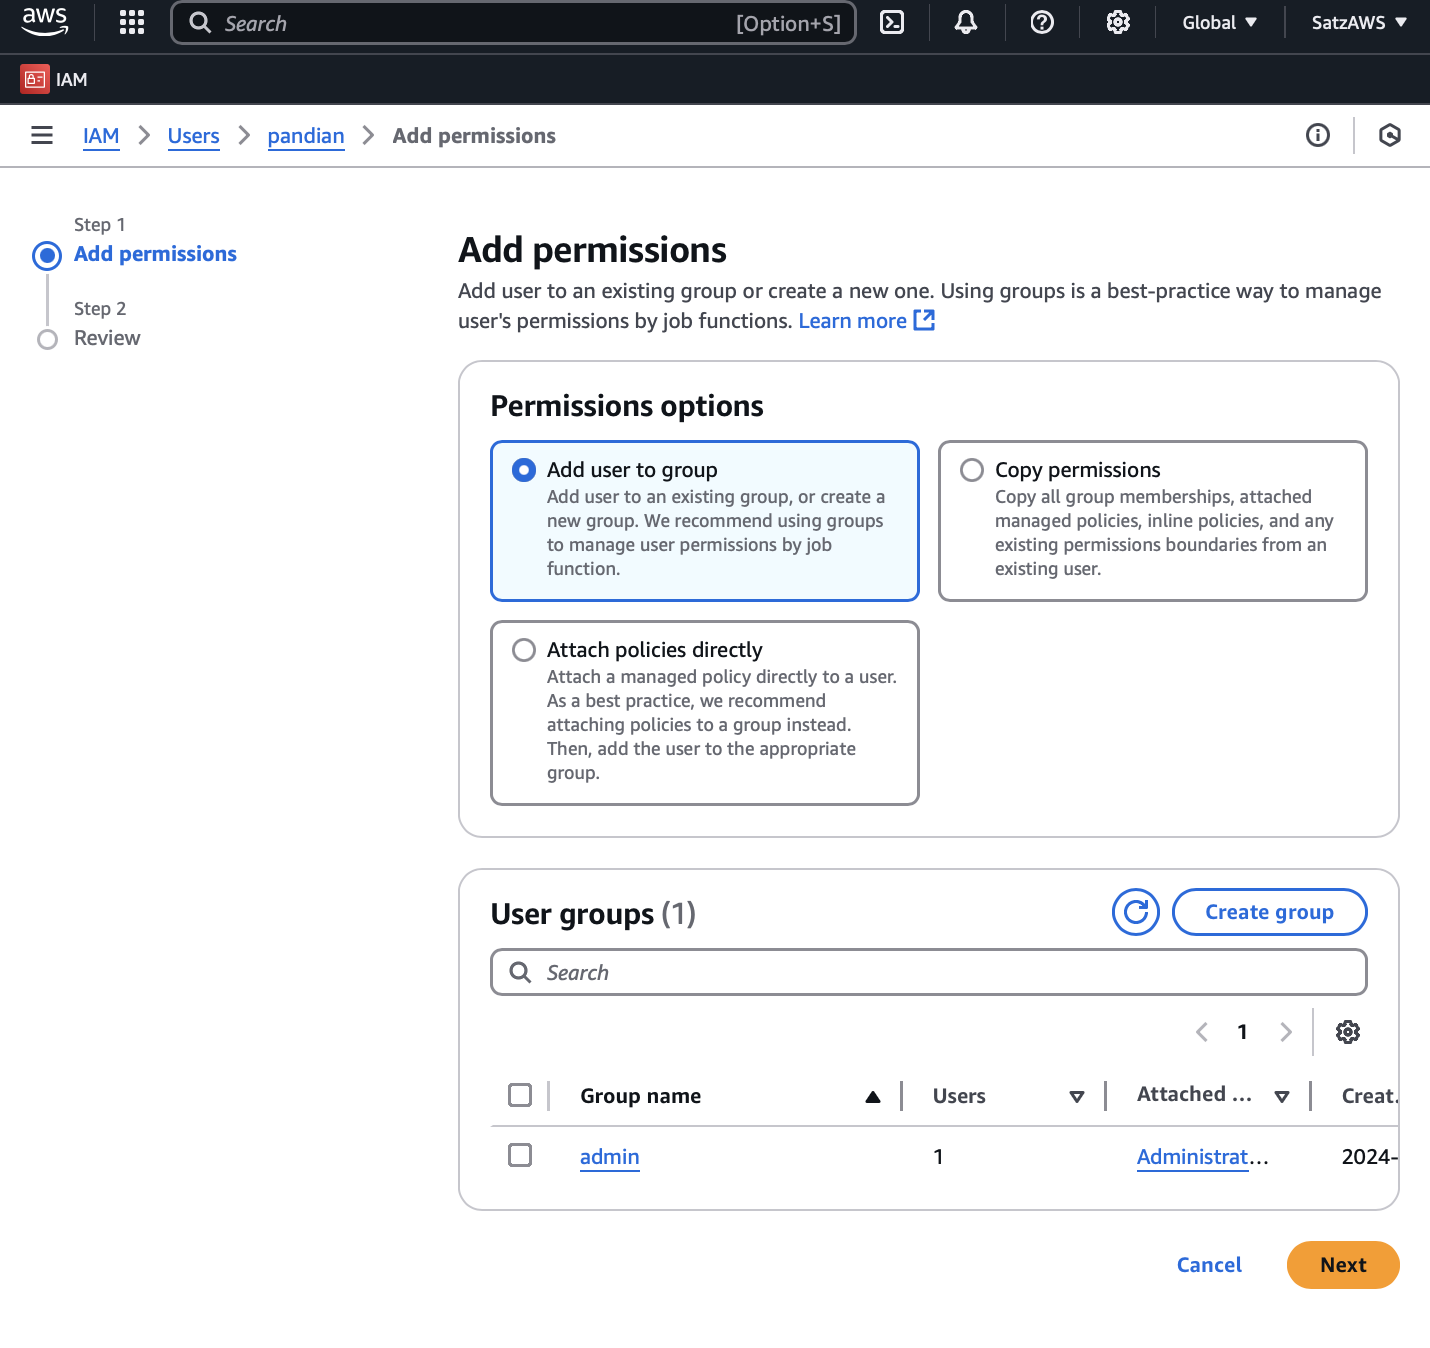 aws
Search [Option+S] Global SatzAWS
IAM
IAM Users pandian Add permissions
Step 1
Add permissions
Step 2
Review
Add permissions
Add user to an existing group or create a new one. Using groups is a best-practice way to manage
user's permissions by job functions. Learn more
Permissions options
Add user to group
Add user to an existing group, or create a
new group. We recommend using groups
to manage user permissions by job
function.
Copy permissions
Copy all group memberships, attached
managed policies, inline policies, and any
existing permissions boundaries from an
existing user.
Attach policies directly
Attach a managed policy directly to a user.
As a best practice, we recommend
attaching policies to a group instead.
Then, add the user to the appropriate
group.
User groups (1)
Create group
Search
1
Group name Users Attached ... Creat.
admin 1 Administrat... 2024-
Cancel Next